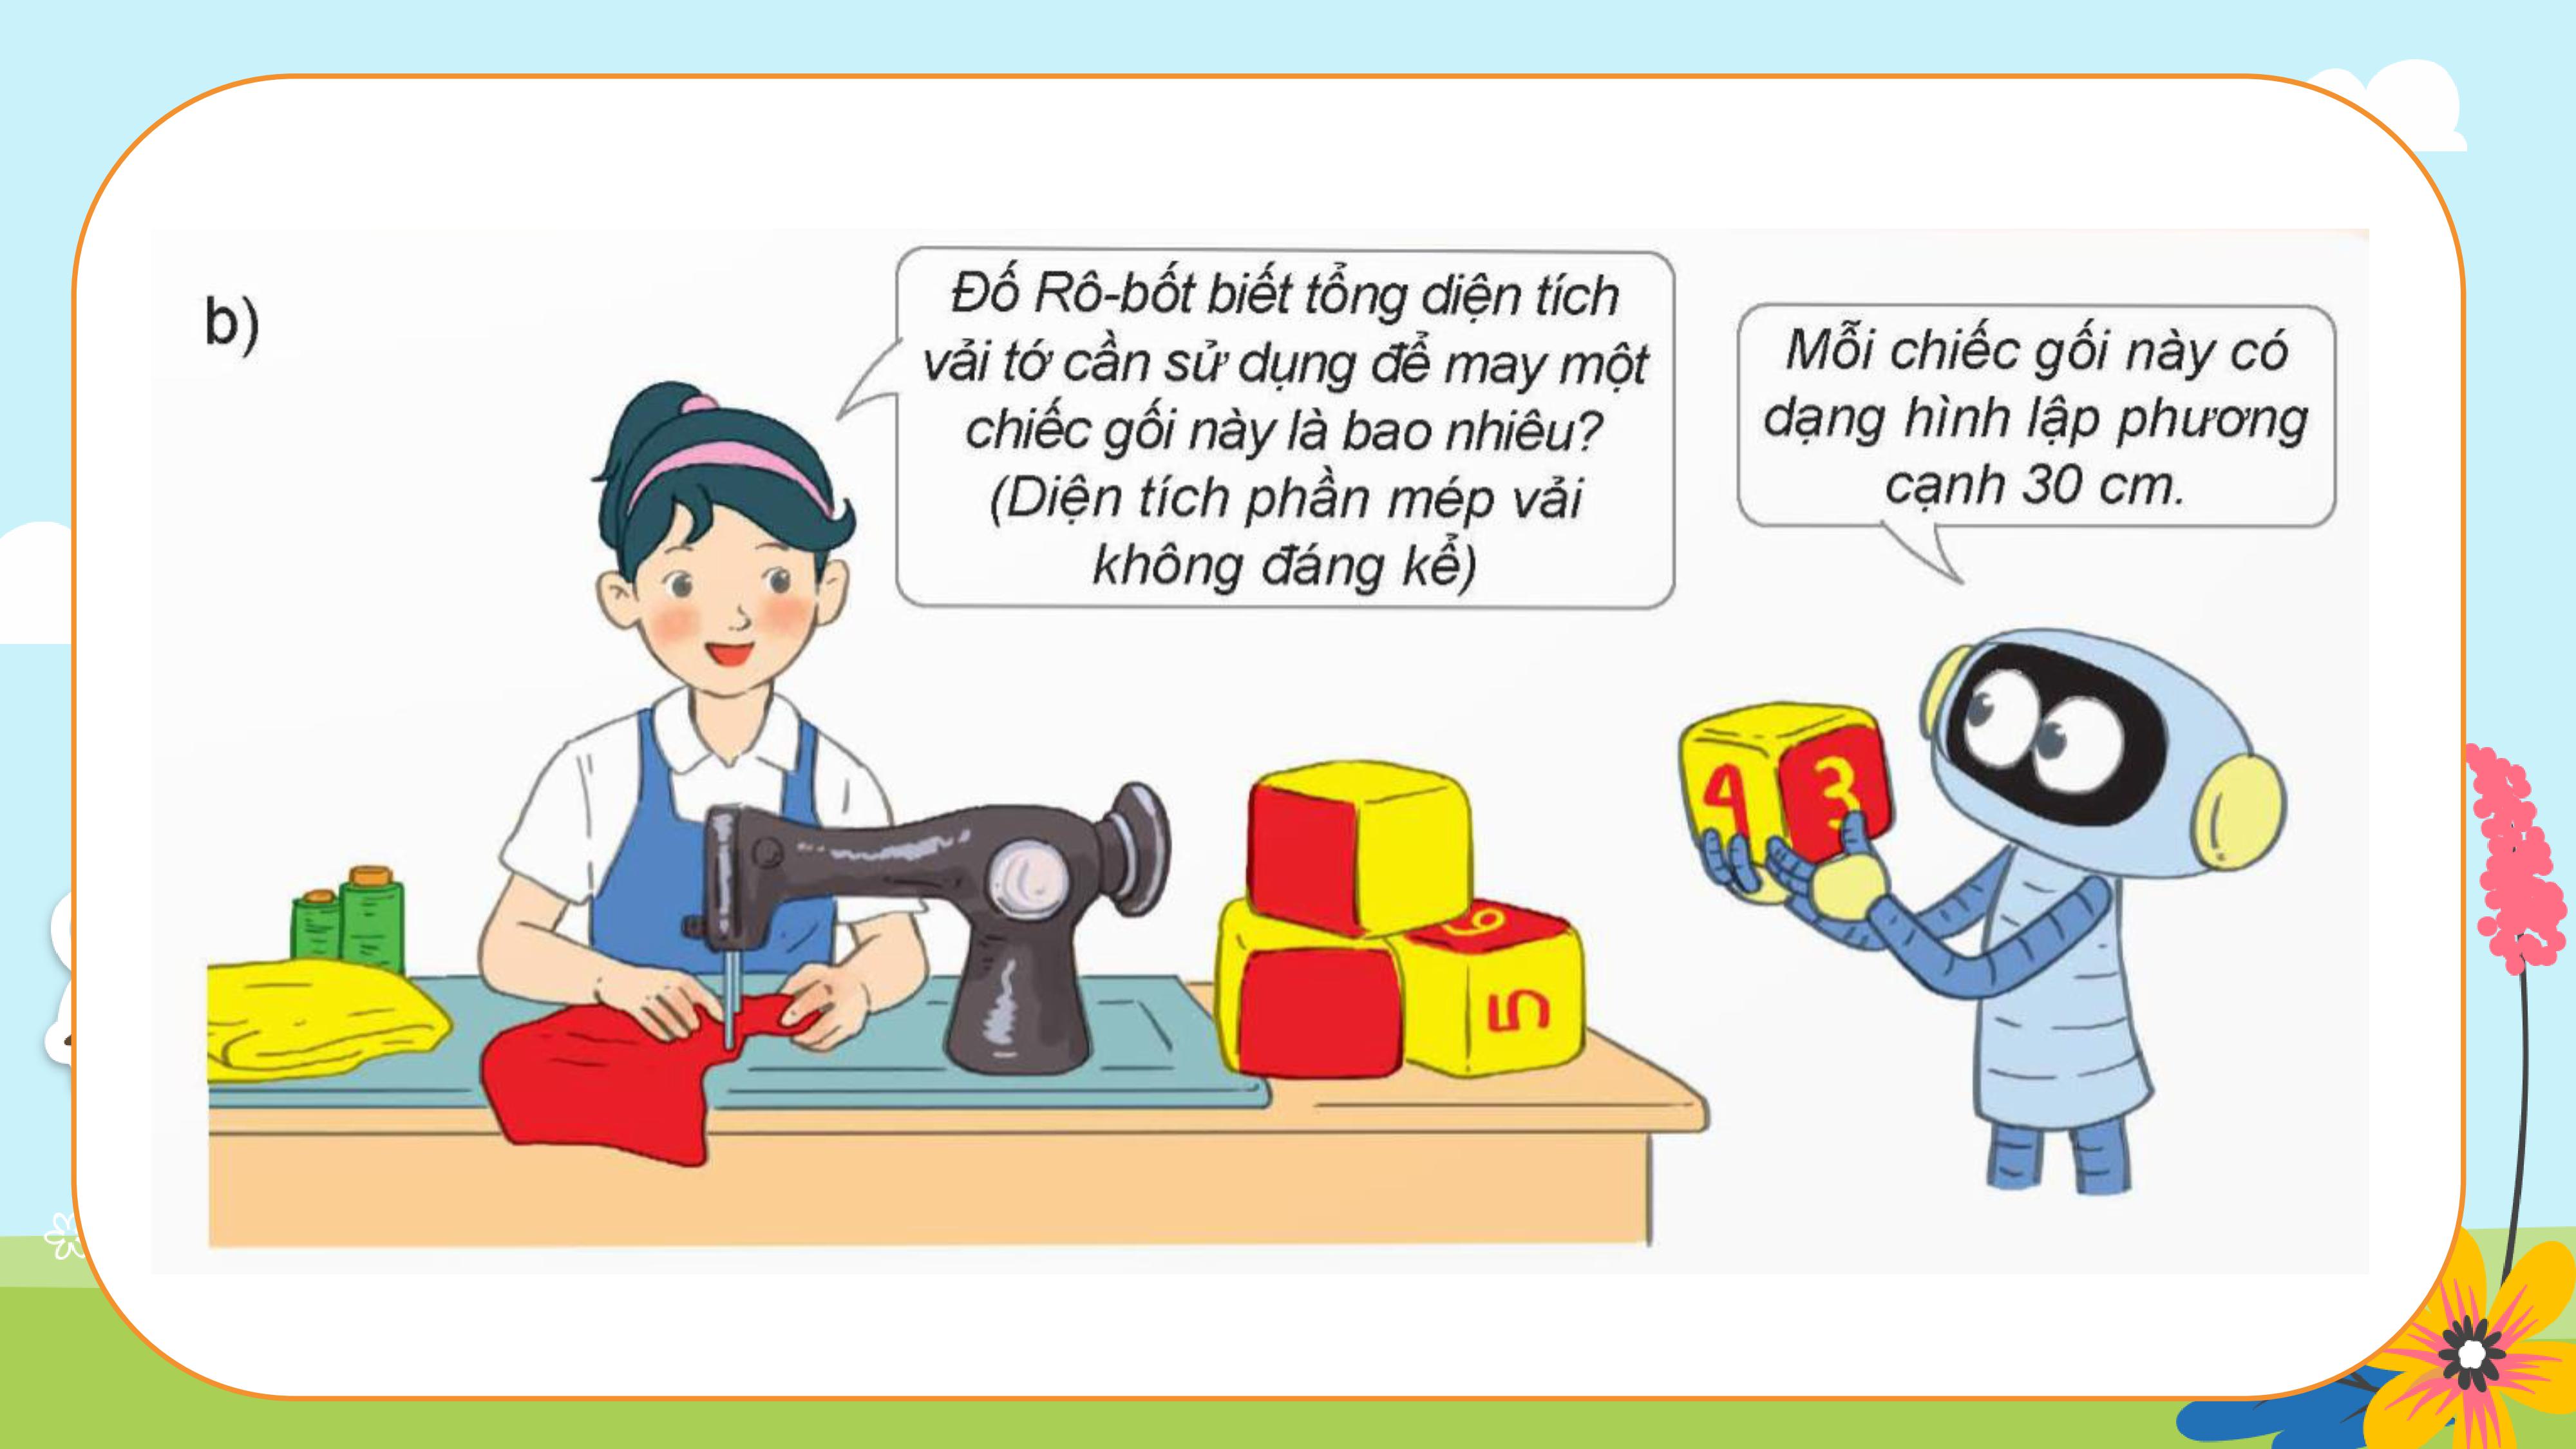 b)
Đố Rô-bốt biết tổng diện tích
vải tớ cần sử dụng để may một
chiếc gối này là bao nhiêu?
(Diện tích phần mép vải
không đáng kể)
Mỗi chiếc gối này có
dạng hình lập phương
cạnh 30 cm.
4 3
6
5